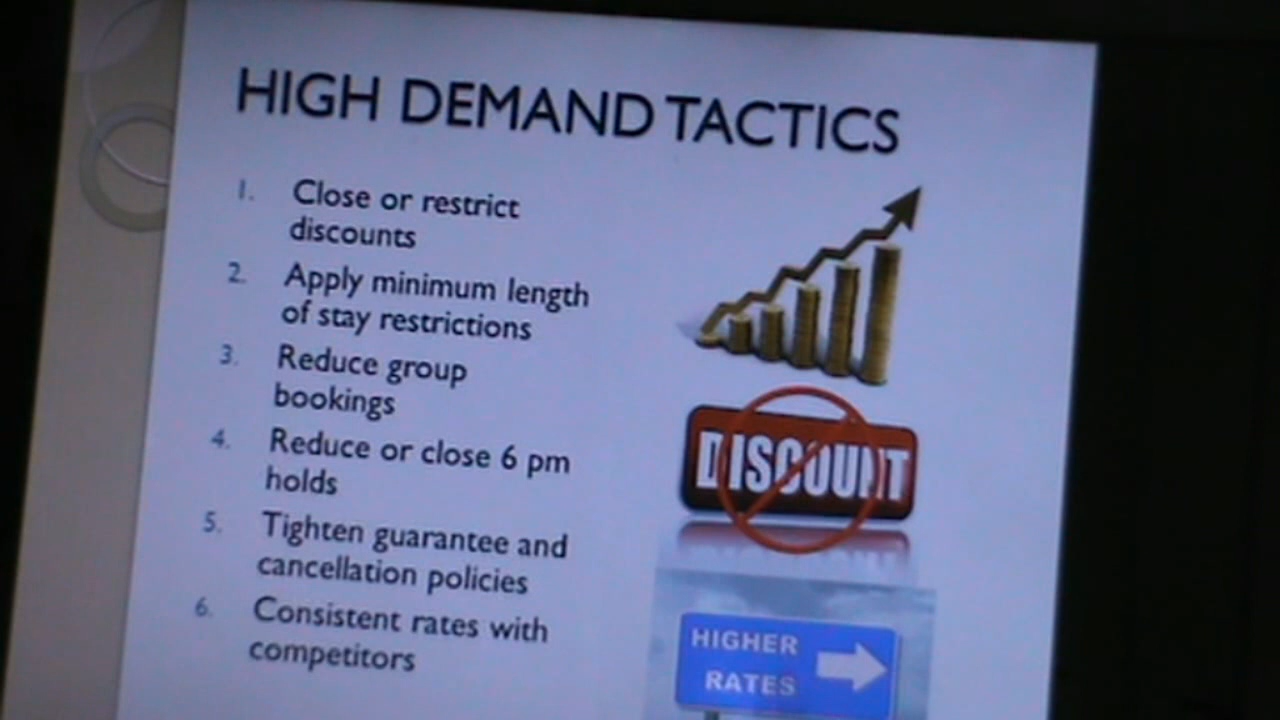 HIGH DEMAND TACTICS
1. Close or restrict
discounts
2. Apply minimum length
of stay restrictions
3. Reduce group
bookings
4. Reduce or close 6 pm
holds
5. Tighten guarantee and
cancellation policies
6. Consistent rates with
competitors
DISCOUNT
HIGHER
RATES